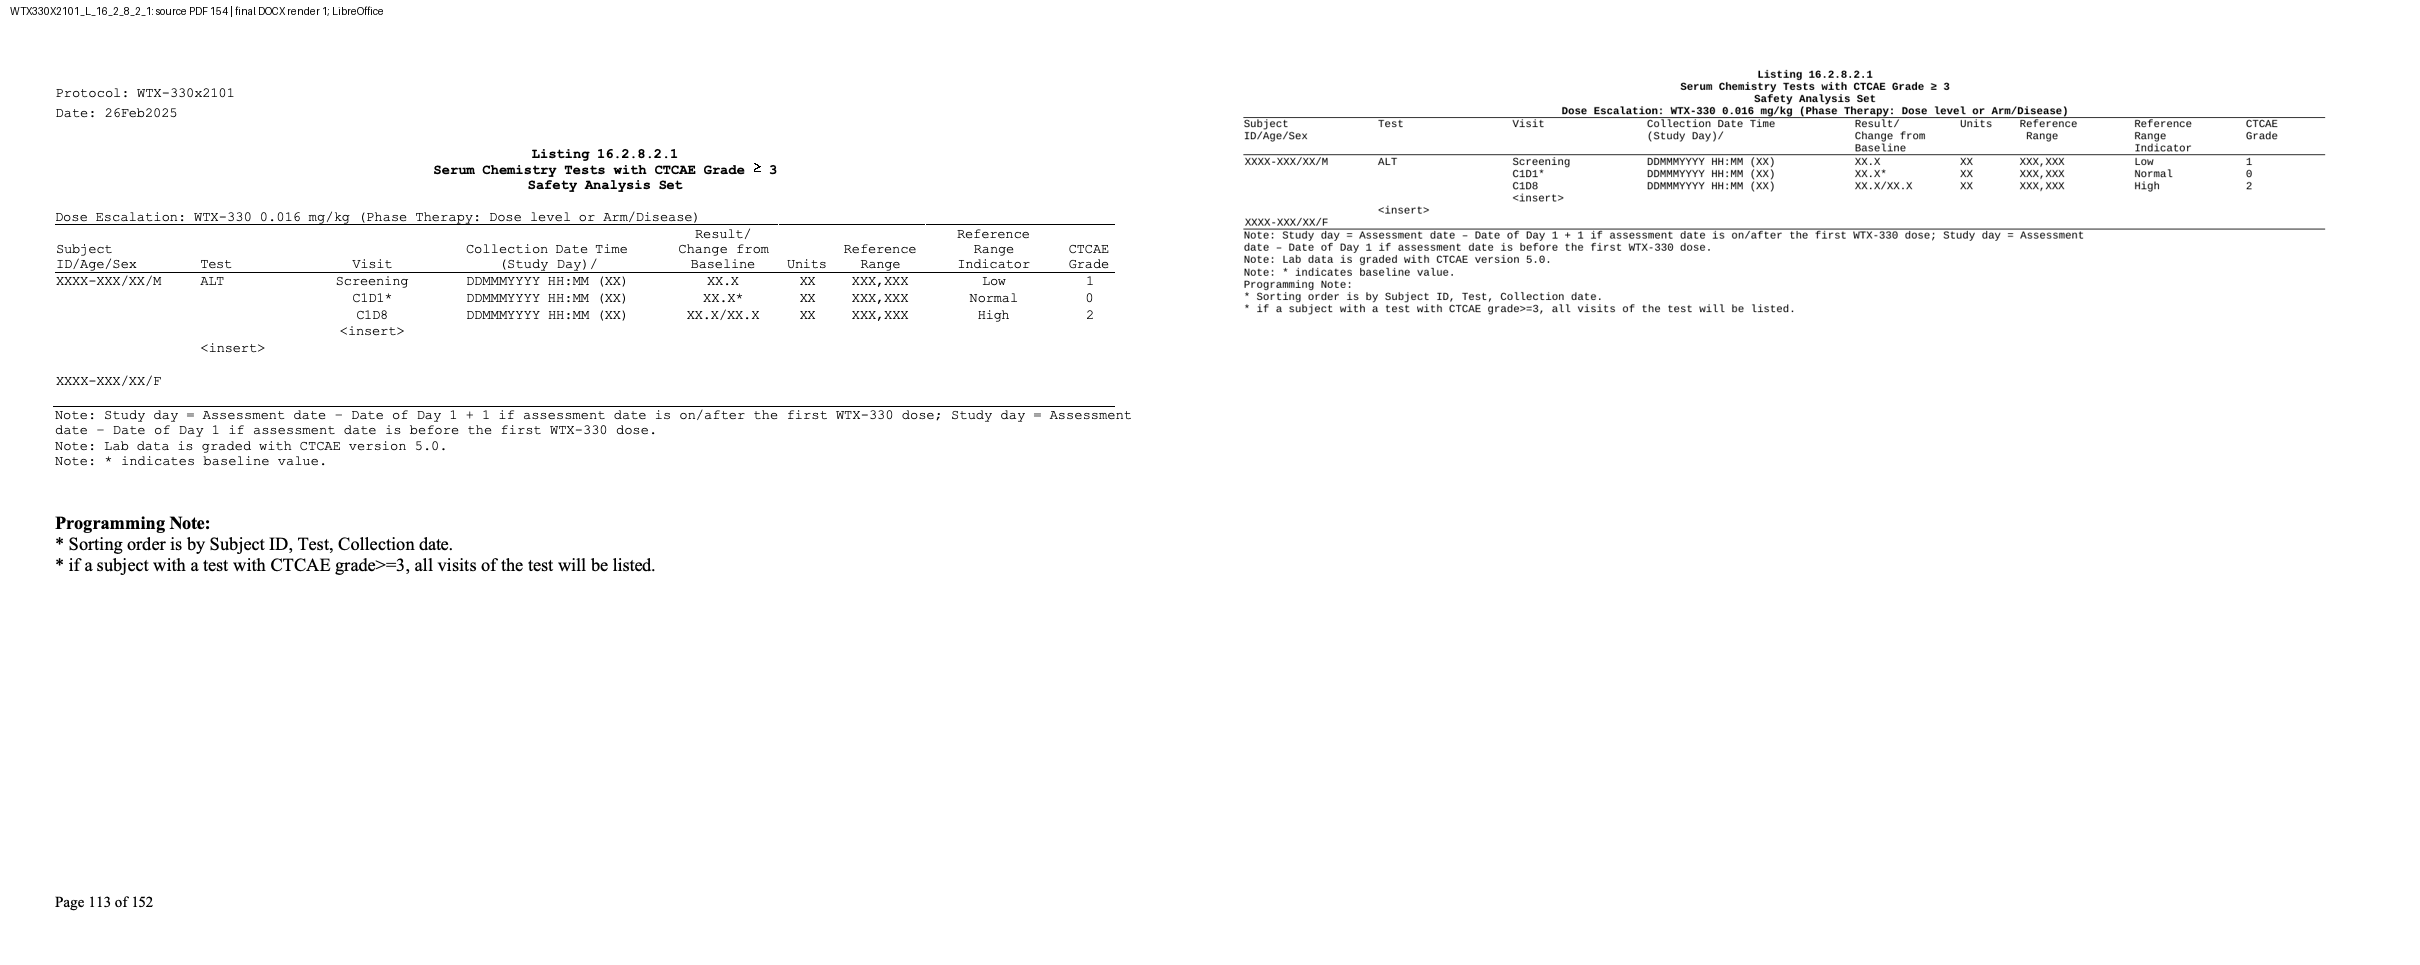 WTX330X2101_L_16_2_8_2_1: source PDF 154 | final DOCX render 1; LibreOffice
Protocol: WTX-330x2101
Date: 26Feb2025
Listing 16.2.8.2.1
Serum Chemistry Tests with CTCAE Grade ≥ 3
Safety Analysis Set
Dose Escalation: WTX-330 0.016 mg/kg (Phase Therapy: Dose level or Arm/Disease)
Result/ Reference
Subject Collection Date Time Change from Reference Range CTCAE
ID/Age/Sex Test Visit (Study Day)/ Baseline Units Range Indicator Grade
XXXX-XXX/XX/M ALT Screening DDMMMYYYY HH:MM (XX) XX.X XX XXX,XXX Low 1
C1D1* DDMMMYYYY HH:MM (XX) XX.X* XX XXX,XXX Normal 0
C1D8 DDMMMYYYY HH:MM (XX) XX.X/XX.X XX XXX,XXX High 2
<insert>
<insert>
XXXX-XXX/XX/F
Note: Study day = Assessment date – Date of Day 1 + 1 if assessment date is on/after the first WTX-330 dose; Study day = Assessment
date – Date of Day 1 if assessment date is before the first WTX-330 dose.
Note: Lab data is graded with CTCAE version 5.0.
Note: * indicates baseline value.
Programming Note:
* Sorting order is by Subject ID, Test, Collection date.
* if a subject with a test with CTCAE grade>=3, all visits of the test will be listed.
Page 113 of 152
Listing 16.2.8.2.1
Serum Chemistry Tests with CTCAE Grade ≥ 3
Safety Analysis Set
Dose Escalation: WTX-330 0.016 mg/kg (Phase Therapy: Dose level or Arm/Disease)
Subject Test Visit Collection Date Time Result/ Units Reference Reference CTCAE
ID/Age/Sex (Study Day)/ Change from Range Range Grade
Baseline Indicator
XXXX-XXX/XX/M ALT Screening DDMMMYYYY HH:MM (XX) XX.X XX XXX,XXX Low 1
C1D1* DDMMMYYYY HH:MM (XX) XX.X* XX XXX,XXX Normal 0
C1D8 DDMMMYYYY HH:MM (XX) XX.X/XX.X XX XXX,XXX High 2
<insert>
<insert>
XXXX-XXX/XX/F
Note: Study day = Assessment date – Date of Day 1 + 1 if assessment date is on/after the first WTX-330 dose; Study day = Assessment
date – Date of Day 1 if assessment date is before the first WTX-330 dose.
Note: Lab data is graded with CTCAE version 5.0.
Note: * indicates baseline value.
Programming Note:
* Sorting order is by Subject ID, Test, Collection date.
* if a subject with a test with CTCAE grade>=3, all visits of the test will be listed.